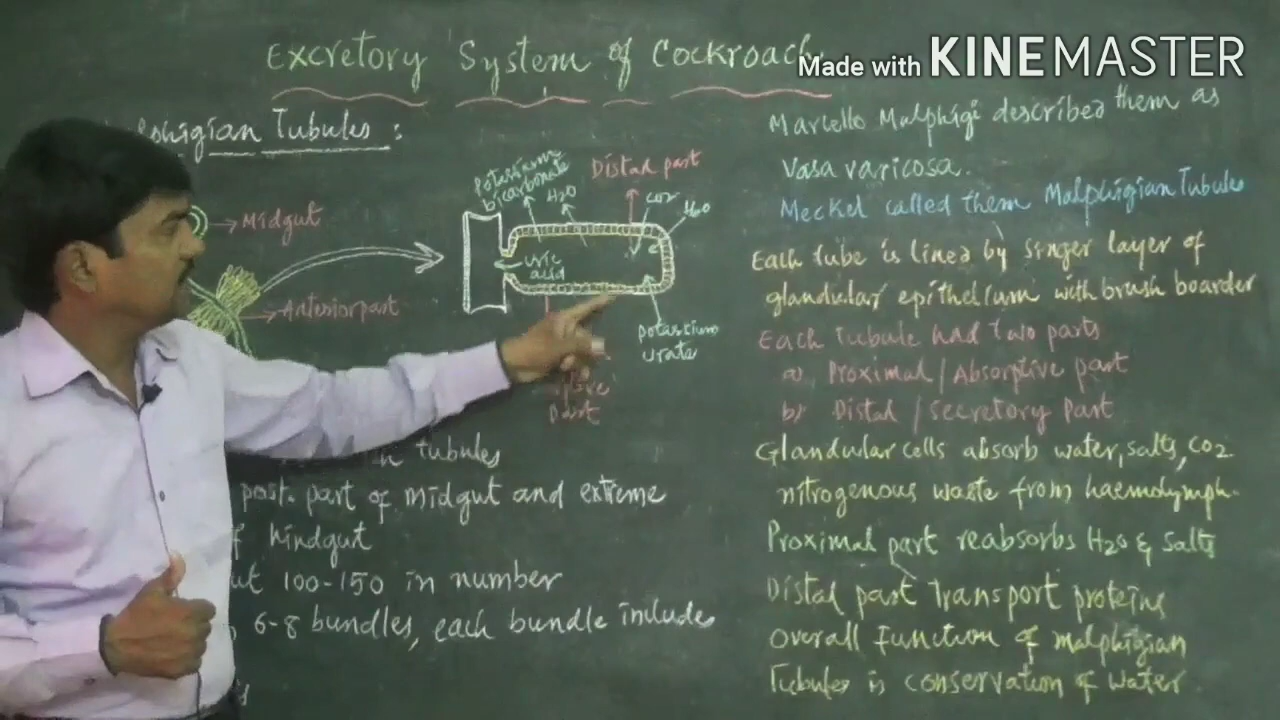 Excretory System of Cockroach
Made with KINEMASTER
phigian Tubules :
Midgut
Anterior part
Potassium
bicarbonate
H2O
Distal part
CO2
H2O
uric
acid
Potassium
urate
Part
tubules
post. part of midgut and extreme
hindgut
100-150 in number
6-8 bundles, each bundle includes
Marcello Malphigi described them as
Vasa varicosa.
Meckel called them Malphigian Tubules
Each tube is lined by singer layer of
glandular epithelium with brush boarder
Each tubule had two parts
a) Proximal / Absorptive part
b) Distal / secretory Part
Glandular cells absorb water, salts, CO2
nitrogenous waste from haemolymph.
Proximal part reabsorbs H2O & salts
Distal part transport proteins
Overall function of malphigian
Tubules is conservation of water.